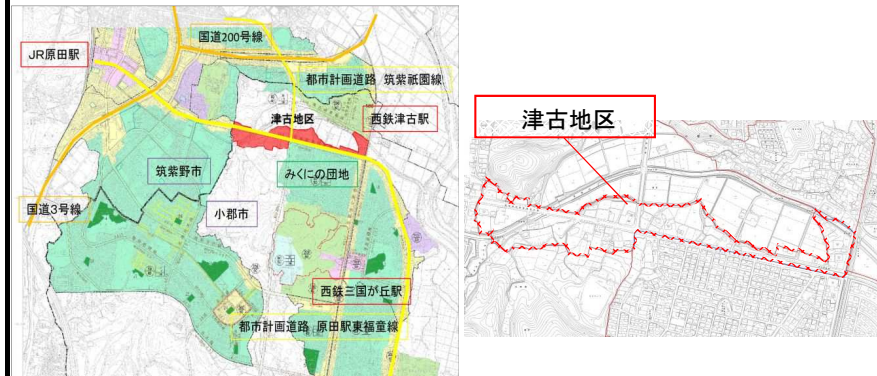 国道200号線
JR原田駅
都市計画道路 筑紫祇園線
津古地区
西鉄津古駅
筑紫野市
みくにの団地
国道3号線
小郡市
西鉄三国が丘駅
都市計画道路 原田駅東福童線
津古地区